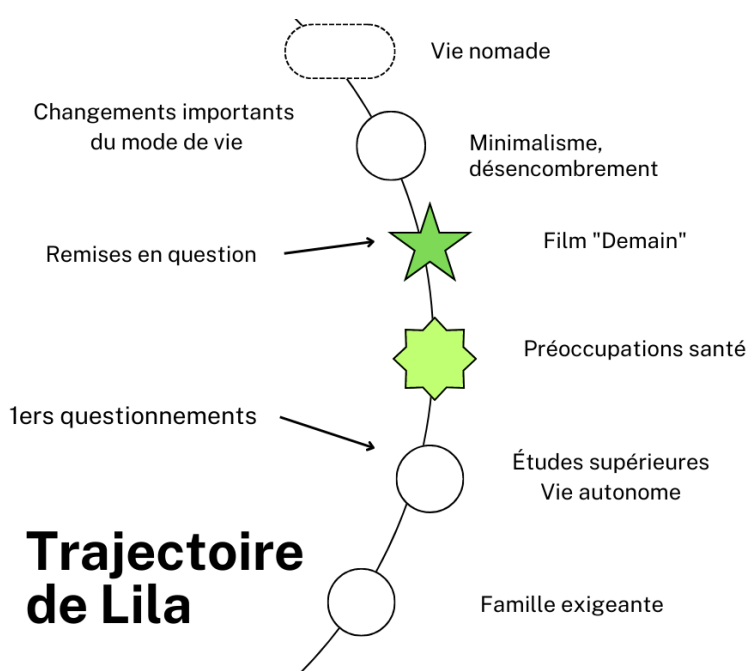 Vie nomade
Changements importants
du mode de vie
Minimalisme,
désencombrement
Film "Demain"
Remises en question
Préoccupations santé
1ers questionnements
Études supérieures
Vie autonome
Trajectoire
de Lila
Famille exigeante